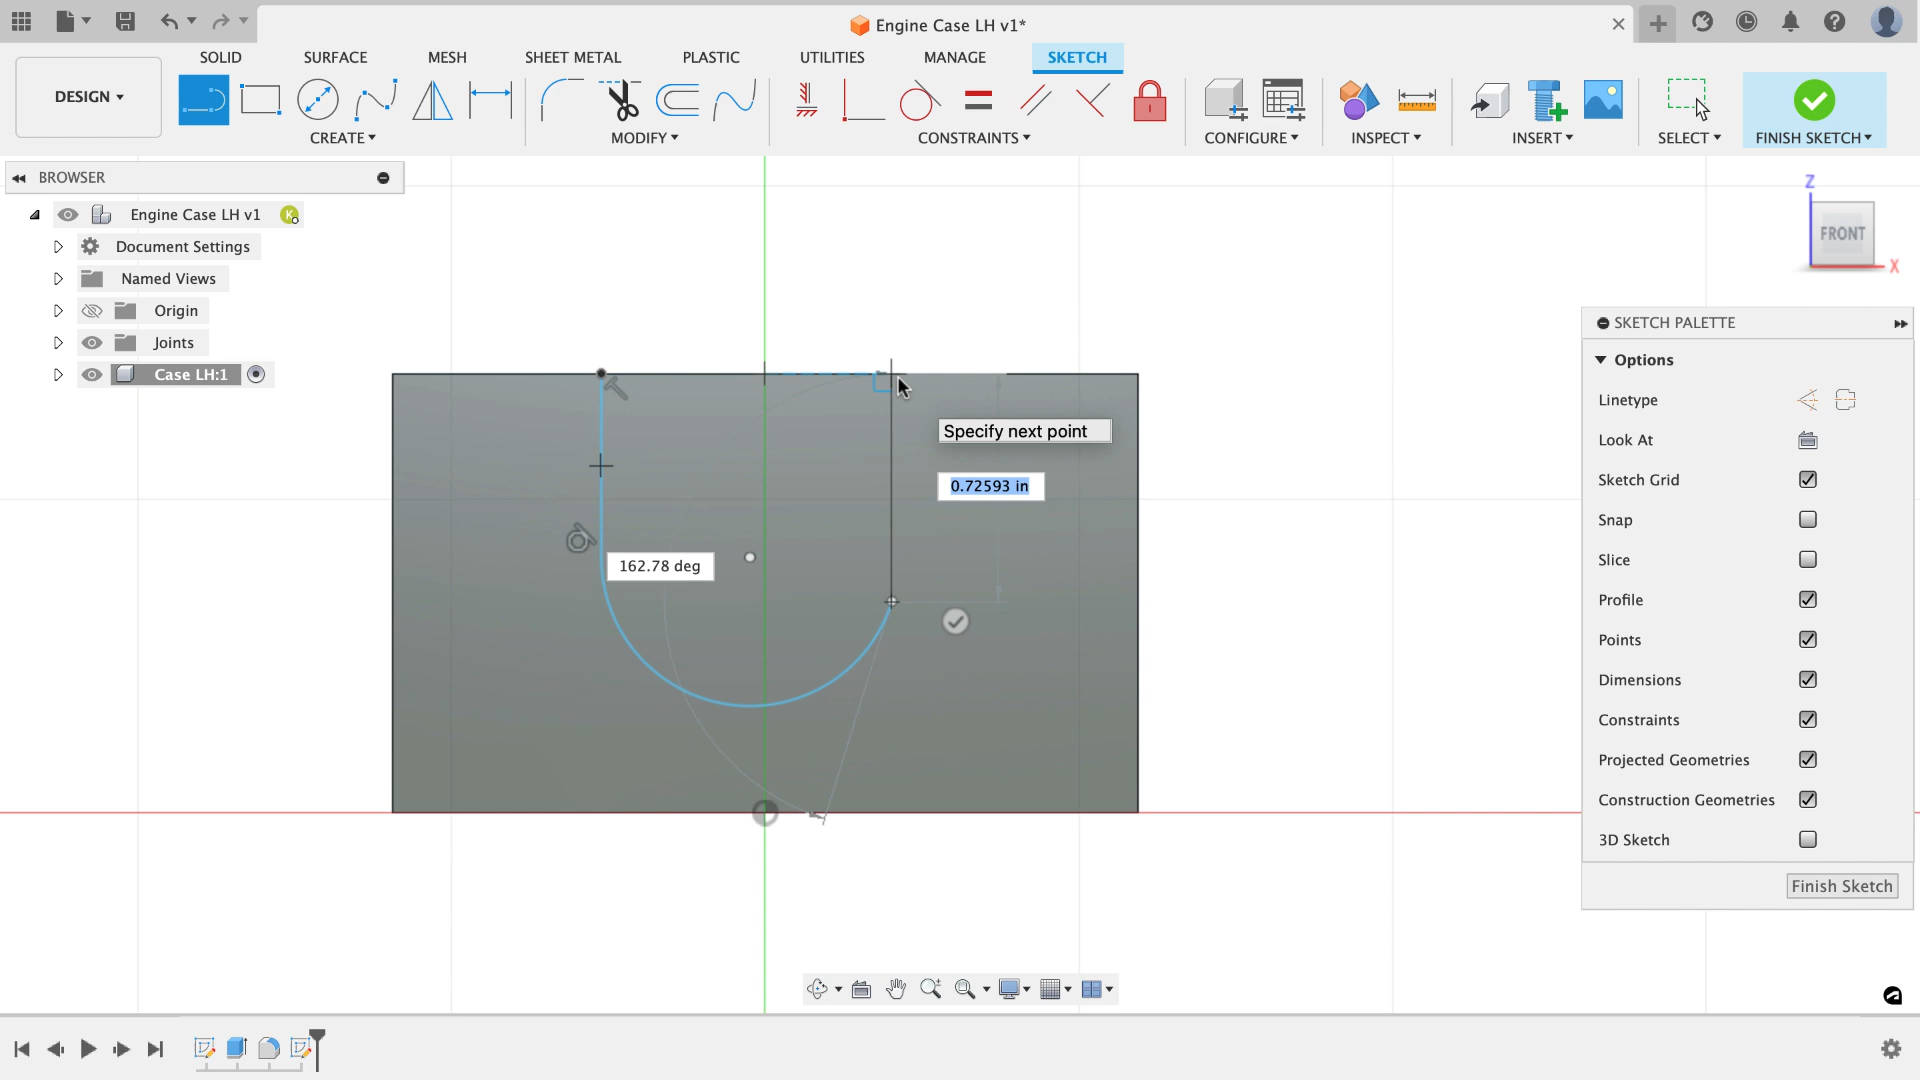 Engine Case LH v1*
SOLID
SURFACE
MESH
SHEET METAL
PLASTIC
UTILITIES
MANAGE
SKETCH
DESIGN
CREATE
MODIFY
CONSTRAINTS
CONFIGURE
INSPECT
INSERT
SELECT
FINISH SKETCH
BROWSER
Engine Case LH v1
K
Document Settings
Named Views
Origin
Joints
Case LH:1
Z
FRONT
X
Specify next point
0.72593 in
162.78 deg
SKETCH PALETTE
Options
Linetype
Look At
Sketch Grid
Snap
Slice
Profile
Points
Dimensions
Constraints
Projected Geometries
Construction Geometries
3D Sketch
Finish Sketch